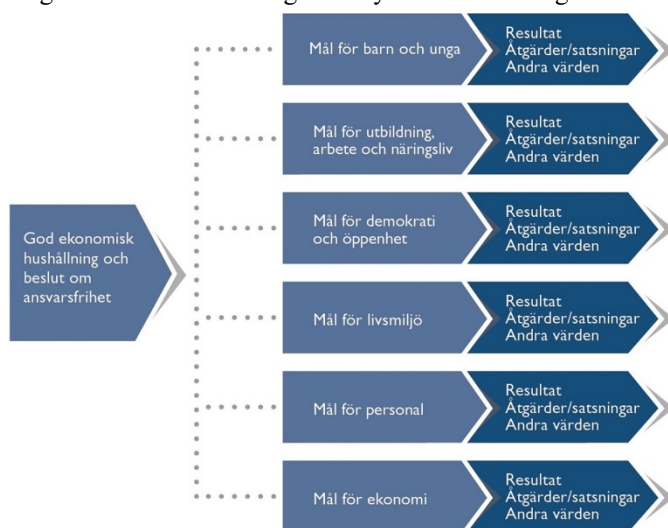 Mål för barn och unga
Resultat
Åtgärder/satsningar
Andra värden
Mål för utbildning,
arbete och näringsliv
Resultat
Åtgärder/satsningar
Andra värden
God ekonomisk
hushållning och
beslut om
ansvarsfrihet
Mål för demokrati
och öppenhet
Resultat
Åtgärder/satsningar
Andra värden
Mål för livsmiljö
Resultat
Åtgärder/satsningar
Andra värden
Mål för personal
Resultat
Åtgärder/satsningar
Andra värden
Mål för ekonomi
Resultat
Åtgärder/satsningar
Andra värden